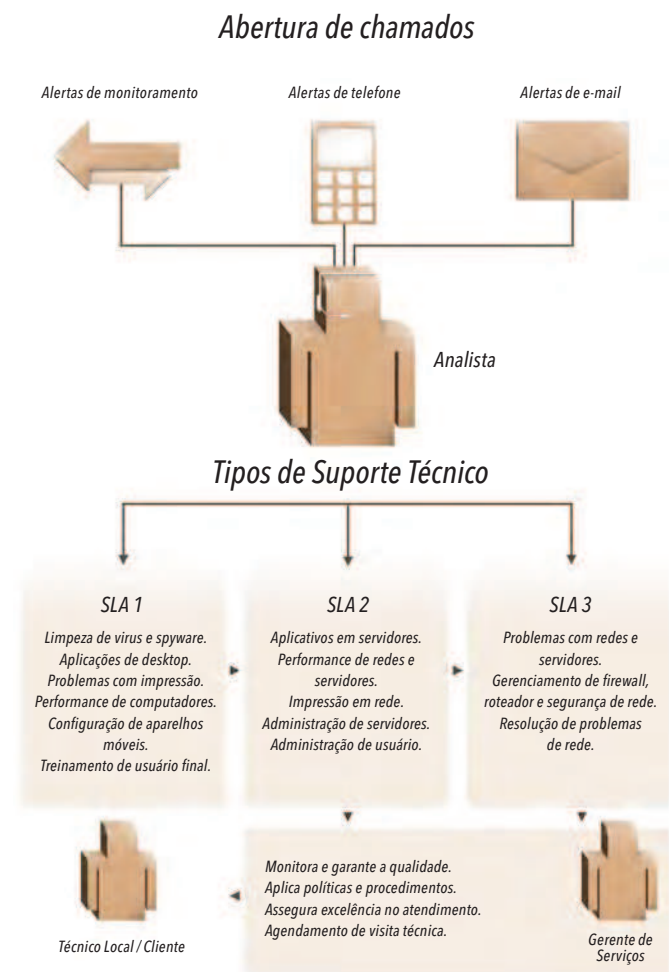 Abertura de chamados
Alertas de monitoramento
Alertas de telefone
Alertas de e-mail
Analista
Tipos de Suporte Técnico
SLA 1
Limpeza de virus e spyware.
Aplicações de desktop.
Problemas com impressão.
Performance de computadores.
Configuração de aparelhos
móveis.
Treinamento de usuário final.
SLA 2
Aplicativos em servidores.
Performance de redes e
servidores.
Impressão em rede.
Administração de servidores.
Administração de usuário.
SLA 3
Problemas com redes e
servidores.
Gerenciamento de firewall,
roteador e segurança de rede.
Resolução de problemas
de rede.
Técnico Local / Cliente
Monitora e garante a qualidade.
Aplica políticas e procedimentos.
Assegura excelência no atendimento.
Agendamento de visita técnica.
Gerente de
Serviços